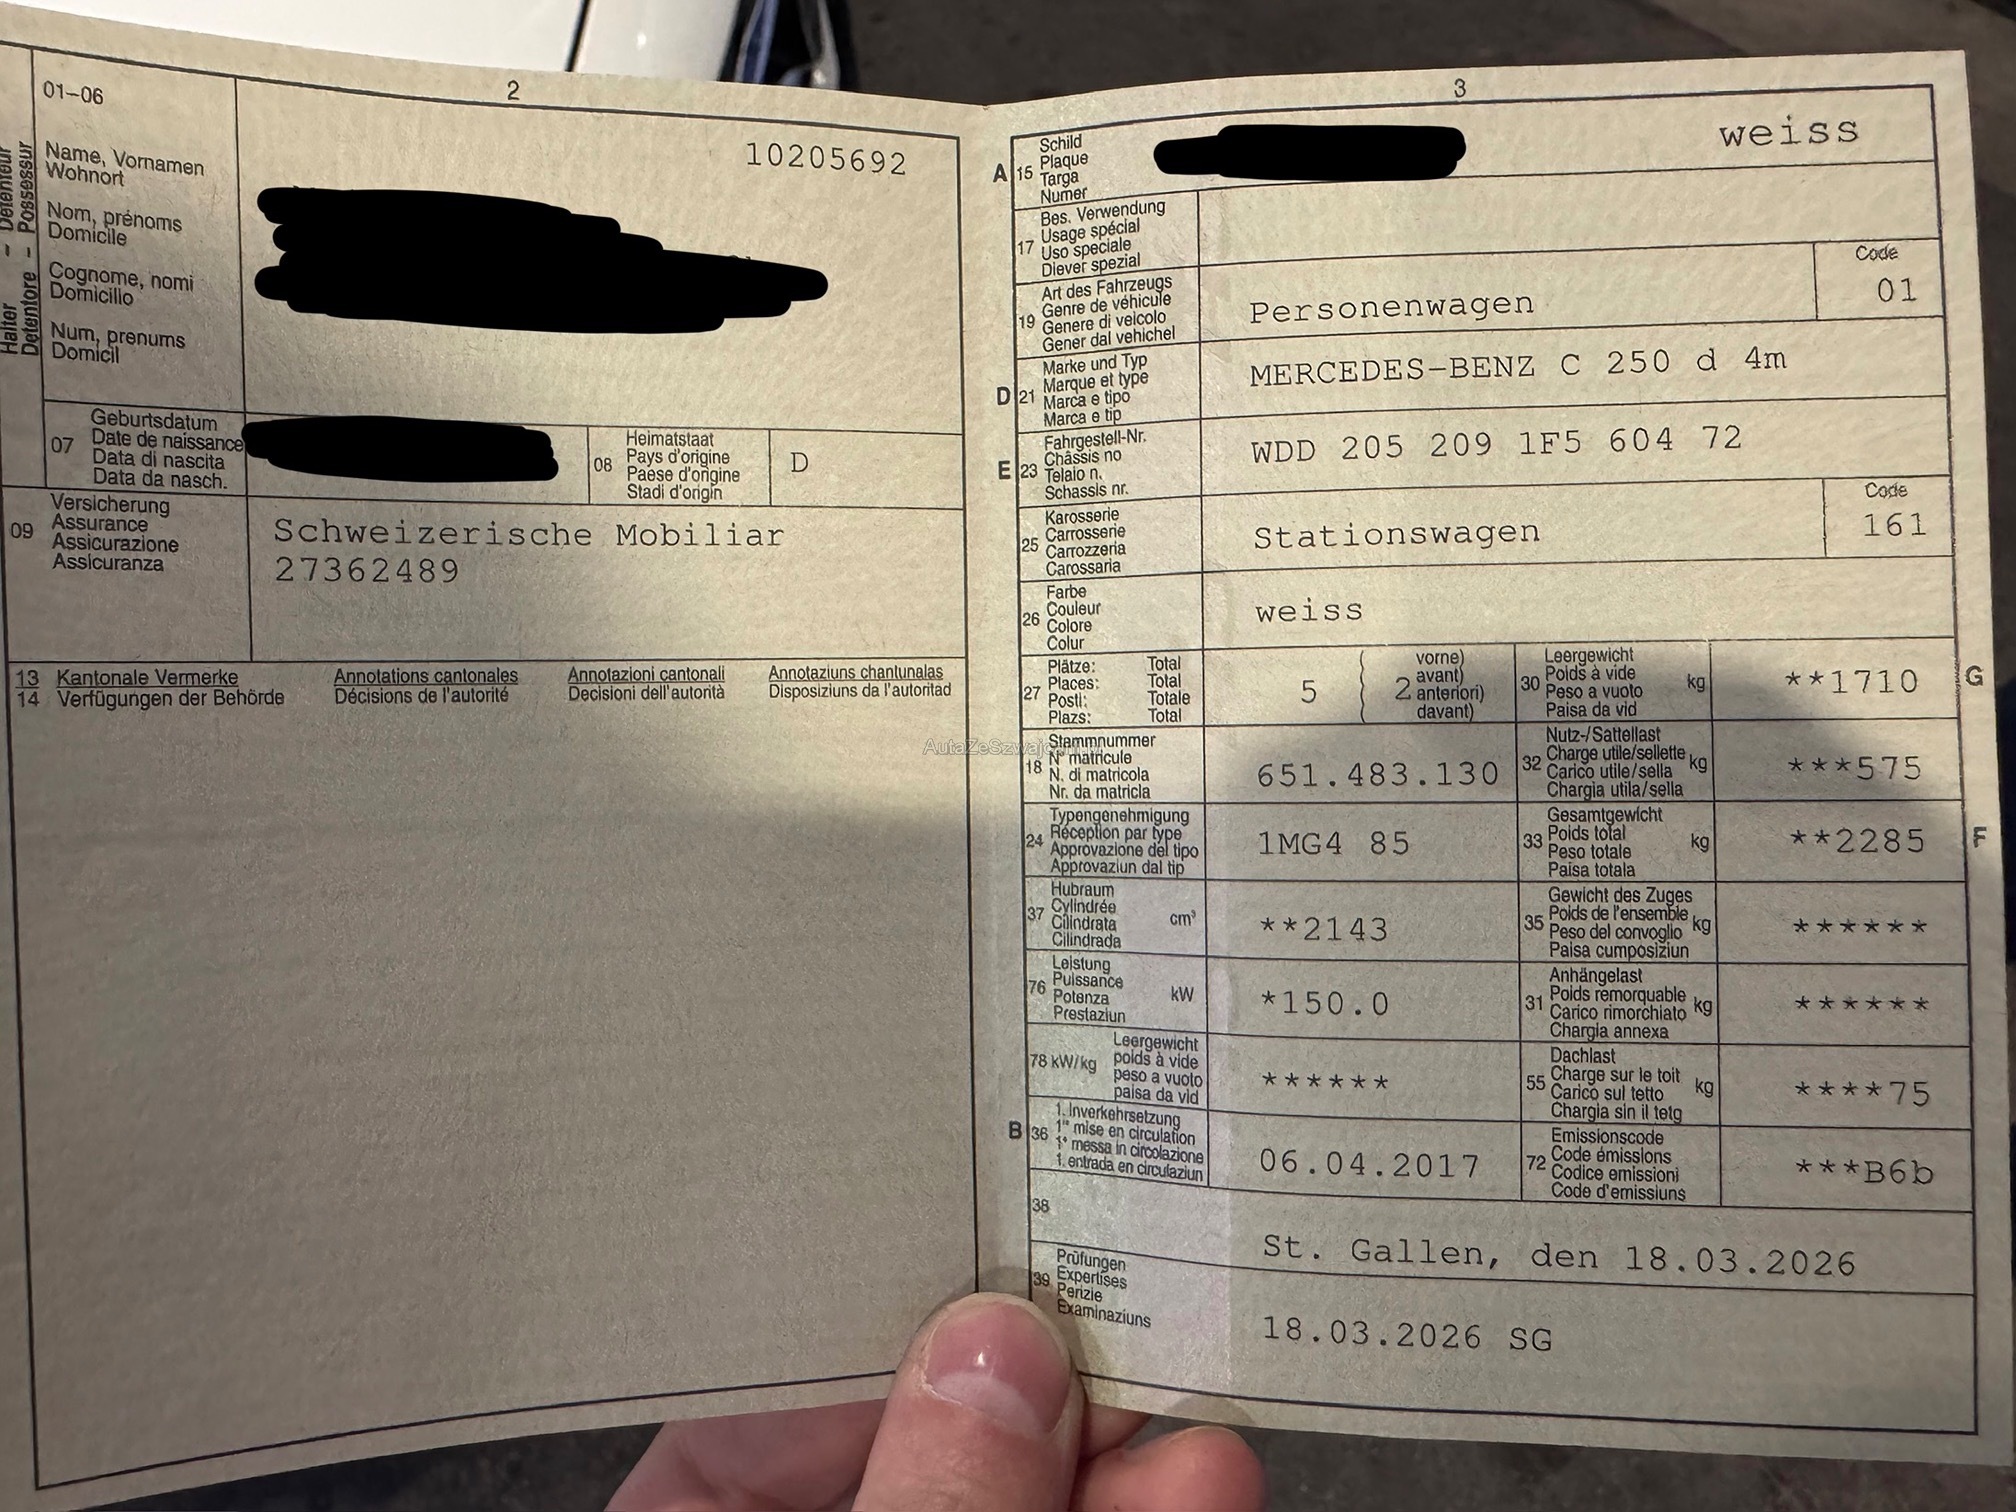 2
01–06
Halter – Detenteur
Detentore – Possessur
Name, Vornamen
Wohnort
Nom, prénoms
Domicile
Cognome, nomi
Domicilio
Num, prenums
Domicil
10205692
07
Geburtsdatum
Date de naissance
Data di nascita
Data da nasch.
08
Heimatstaat
Pays d'origine
Paese d'origine
Stadi d'origin
D
09
Versicherung
Assurance
Assicurazione
Assicuranza
Schweizerische Mobiliar
27362489
13 Kantonale Vermerke Annotations cantonales Annotazioni cantonali Annotaziuns chantunalas
14 Verfügungen der Behörde Décisions de l'autorité Decisioni dell'autorità Disposiziuns da l'autoritad
3
A 15
Schild
Plaque
Targa
Numer
weiss
17
Bes. Verwendung
Usage spécial
Uso speciale
Diever spezial
19
Art des Fahrzeugs
Genre de véhicule
Genere di veicolo
Gener dal vehichel
Personenwagen
Code
01
D 21
Marke und Typ
Marque et type
Marca e tipo
Marca e tip
MERCEDES-BENZ C 250 d 4m
E 23
Fahrgestell-Nr.
Châssis no
Telaio n.
Schassis nr.
WDD 205 209 1F5 604 72
25
Karosserie
Carrosserie
Carrozzeria
Carossaria
Stationswagen
Code
161
26
Farbe
Couleur
Colore
Colur
weiss
27
Plätze: Total
Places: Total
Posti: Totale
Plazs: Total
5 ( 2
vorne)
avant)
anteriori)
davant)
30
Leergewicht
Poids à vide
Peso a vuoto
Paisa da vid
kg
**1710
G
18
Stammnummer
N° matricule
N. di matricola
Nr. da matricla
651.483.130
32
Nutz-/Sattellast
Charge utile/sellette
Carico utile/sella
Chargia utila/sella
kg
***575
24
Typengenehmigung
Réception par type
Approvazione del tipo
Approvaziun dal tip
1MG4 85
33
Gesamtgewicht
Poids total
Peso totale
Paisa totala
kg
**2285
F
37
Hubraum
Cylindrée
Cilindrata
Cilindrada
cm³
**2143
35
Gewicht des Zuges
Poids de l'ensemble
Peso del convoglio
Paisa cumposiziun
kg
******
76
Leistung
Puissance
Potenza
Prestaziun
kW
*150.0
31
Anhängelast
Poids remorquable
Carico rimorchiato
Chargia annexa
kg
******
78 kW/kg
Leergewicht
poids à vide
peso a vuoto
paisa da vid
******
55
Dachlast
Charge sur le toit
Carico sul tetto
Chargia sin il tetg
kg
****75
B 36
1. Inverkehrsetzung
1re mise en circulation
1a messa in circolazione
1. entrada en circulaziun
06.04.2017
72
Emissionscode
Code émissions
Codice emissioni
Code d'emissiuns
***B6b
38
St. Gallen, den 18.03.2026
39
Prüfungen
Expertises
Perizie
Examinaziuns
18.03.2026 SG